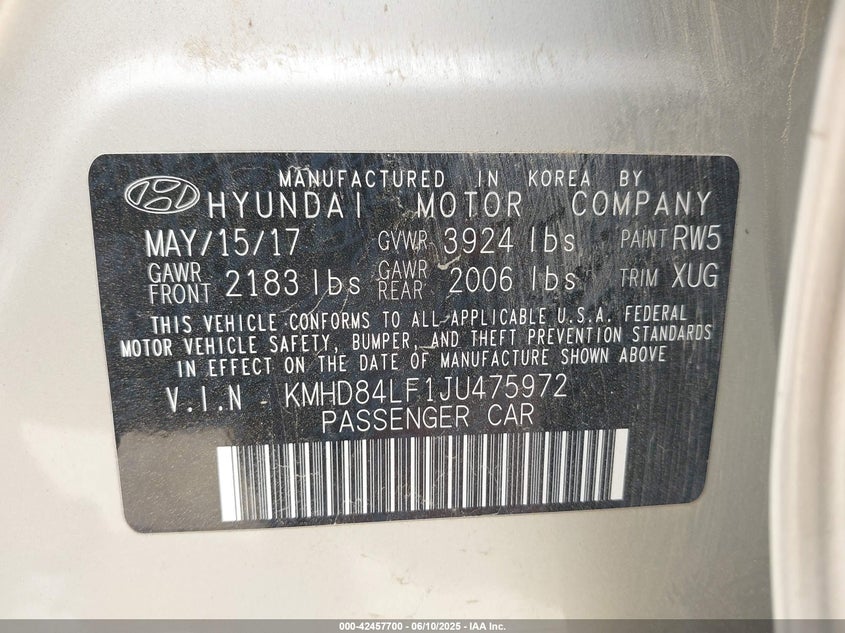 MANUFACTURED IN KOREA BY
HYUNDAI MOTOR COMPANY
MAY/15/17 GVWR 3924 lbs PAINT RW5
GAWR FRONT 2183 lbs GAWR REAR 2006 lbs TRIM XUG
THIS VEHICLE CONFORMS TO ALL APPLICABLE U.S.A. FEDERAL
MOTOR VEHICLE SAFETY, BUMPER, AND THEFT PREVENTION STANDARDS
IN EFFECT ON THE DATE OF MANUFACTURE SHOWN ABOVE.
V.I.N - KMHD84LF1JU475972
PASSENGER CAR
000-42457700 - 06/10/2025 - IAA Inc.